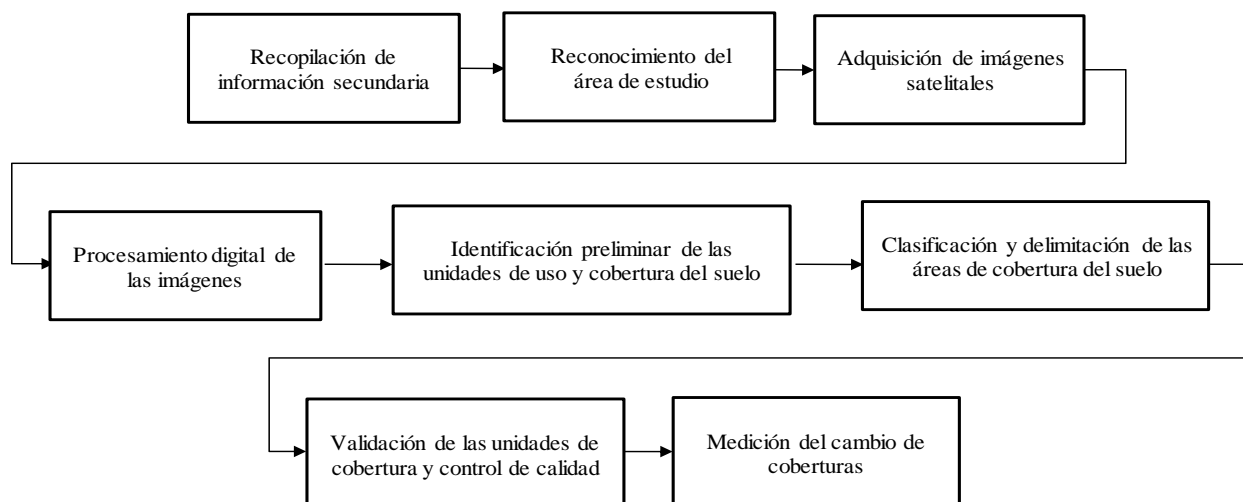 Recopilación de
información secundaria
Reconocimiento del
área de estudio
Adquisición de imágenes
satelitales
Procesamiento digital de
las imágenes
Identificación preliminar de las
unidades de uso y cobertura del suelo
Clasificación y delimitación de las
áreas de cobertura del suelo
Validación de las unidades de
cobertura y control de calidad
Medición del cambio de
coberturas